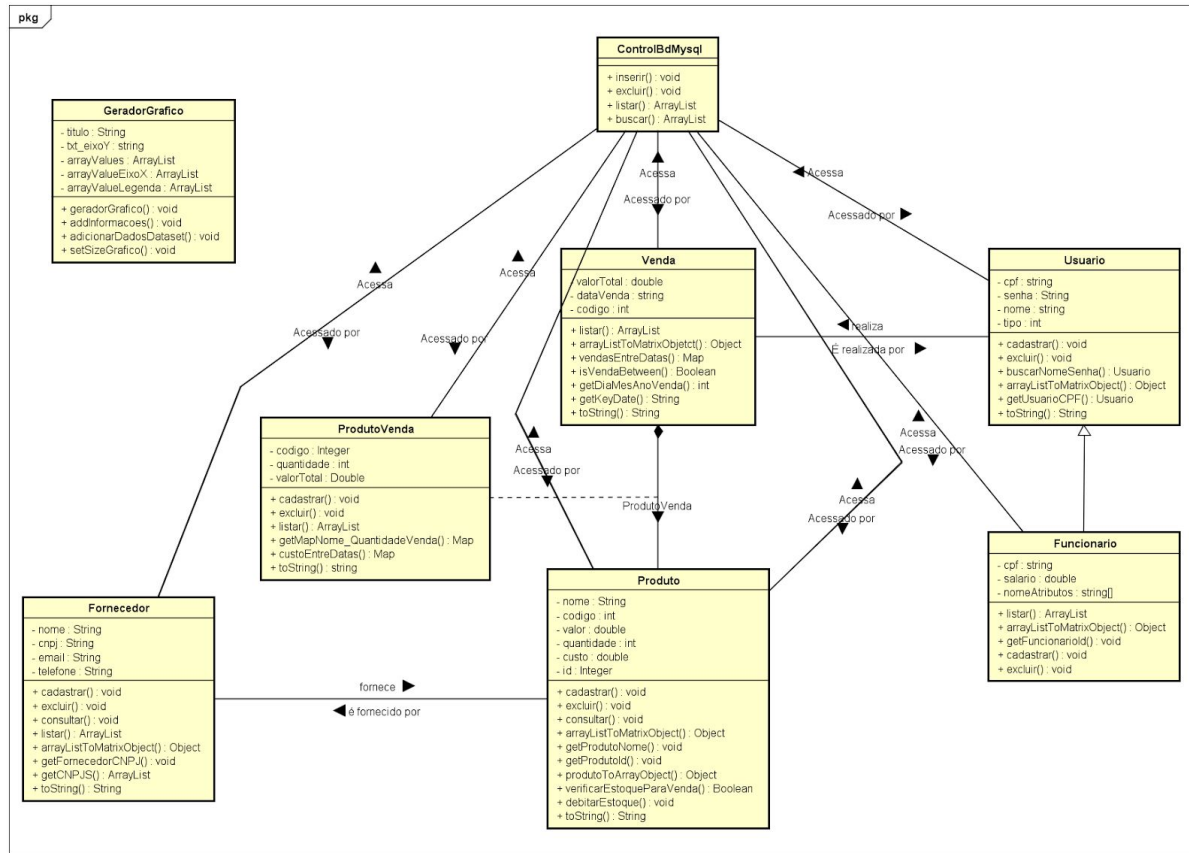 pkg
ControlBdMysql
+ inserir() : void
+ excluir() : void
+ listar() : ArrayList
+ buscar() : ArrayList
GeradorGrafico
- titulo : String
- txt_eixoY : string
- arrayValues : ArrayList
- arrayValueEixoX : ArrayList
- arrayValueLegenda : ArrayList
+ geradorGrafico() : void
+ addInformacoes() : void
+ adicionarDadosDataset() : void
+ setSizeGrafico() : void
Acessa
Acessado por
Acessa
Acessado por
Acessa
Acessado por
Acessa
Acessado por
Venda
valorTotal : double
- dataVenda : string
- codigo : int
+ listar() : ArrayList
+ arrayListToMatrixObjetct() : Object
+ vendasEntreDatas() : Map
+ isVendaBetween() : Boolean
+ getDiaMesAnoVenda() : int
+ getKeyDate() : String
+ toString() : String
Usuario
- cpf : string
- senha : String
- nome : string
- tipo : int
+ cadastrar() : void
+ excluir() : void
+ buscarNomeSenha() : Usuario
+ arrayListToMatrixObject() : Object
+ getUsuarioCPF() : Usuario
+ toString() : String
realiza
É realizada por
ProdutoVenda
- codigo : Integer
- quantidade : int
- valorTotal : Double
+ cadastrar() : void
+ excluir() : void
+ listar() : ArrayList
+ getMapNome_QuantidadeVenda() : Map
+ custoEntreDatas() : Map
+ toString() : string
Acessa
Acessado por
ProdutoVenda
Acessa
Acessado por
Acessa
Acessado por
Funcionario
- cpf : string
- salario : double
- nomeAtributos : string[]
+ listar() : ArrayList
+ arrayListToMatrixObject() : Object
+ getFuncionarioId() : void
+ cadastrar() : void
+ excluir() : void
Fornecedor
- nome : String
- cnpj : String
- email : String
- telefone : String
+ cadastrar() : void
+ excluir() : void
+ consultar() : void
+ listar() : ArrayList
+ arrayListToMatrixObject() : Object
+ getFornecedorCNPJ() : void
+ getCNPJS() : ArrayList
+ toString() : String
fornece
é fornecido por
Produto
- nome : String
- codigo : int
- valor : double
- quantidade : int
- custo : double
- id : Integer
+ cadastrar() : void
+ excluir() : void
+ consultar() : void
+ arrayListToMatrixObject() : Object
+ getProdutoNome() : void
+ getProdutoId() : void
+ produtoToArrayObject() : Object
+ verificarEstoqueParaVenda() : Boolean
+ debitarEstoque() : void
+ toString() : String